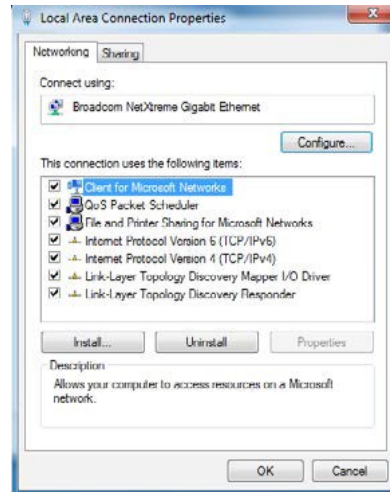 Local Area Connection Properties
Networking Sharing
Connect using:
Broadcom NetXtreme Gigabit Ethernet
Configure...
This connection uses the following items:
Client for Microsoft Networks
QoS Packet Scheduler
File and Printer Sharing for Microsoft Networks
Internet Protocol Version 6 (TCP/IPv6)
Internet Protocol Version 4 (TCP/IPv4)
Link-Layer Topology Discovery Mapper I/O Driver
Link-Layer Topology Discovery Responder
Install... Uninstall Properties
Description
Allows your computer to access resources on a Microsoft
network.
OK Cancel